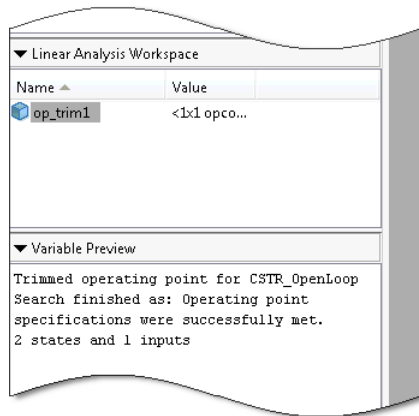 ▼ Linear Analysis Workspace
Name ▲ Value
op_trim1 <1x1 opco...
▼ Variable Preview
Trimmed operating point for CSTR_OpenLoop
Search finished as: Operating point
specifications were successfully met.
2 states and 1 inputs